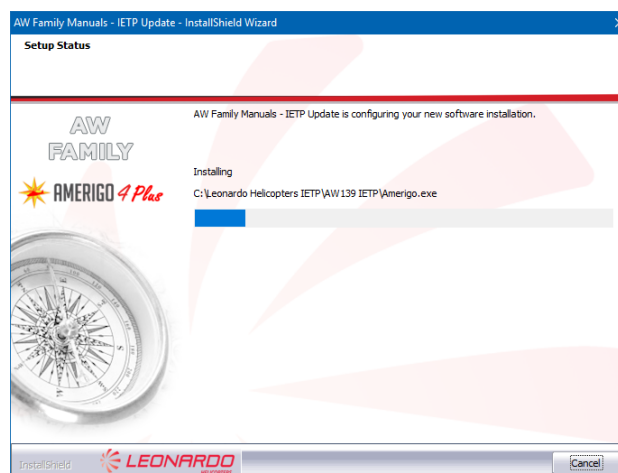 AW Family Manuals - IETP Update - InstallShield Wizard
Setup Status
AW
FAMILY
AMERIGO 4 Plus
AW Family Manuals - IETP Update is configuring your new software installation.
Installing
C:\Leonardo Helicopters IETP\AW139 IETP\Amerigo.exe
InstallShield
LEONARDO
HELICOPTERS
Cancel